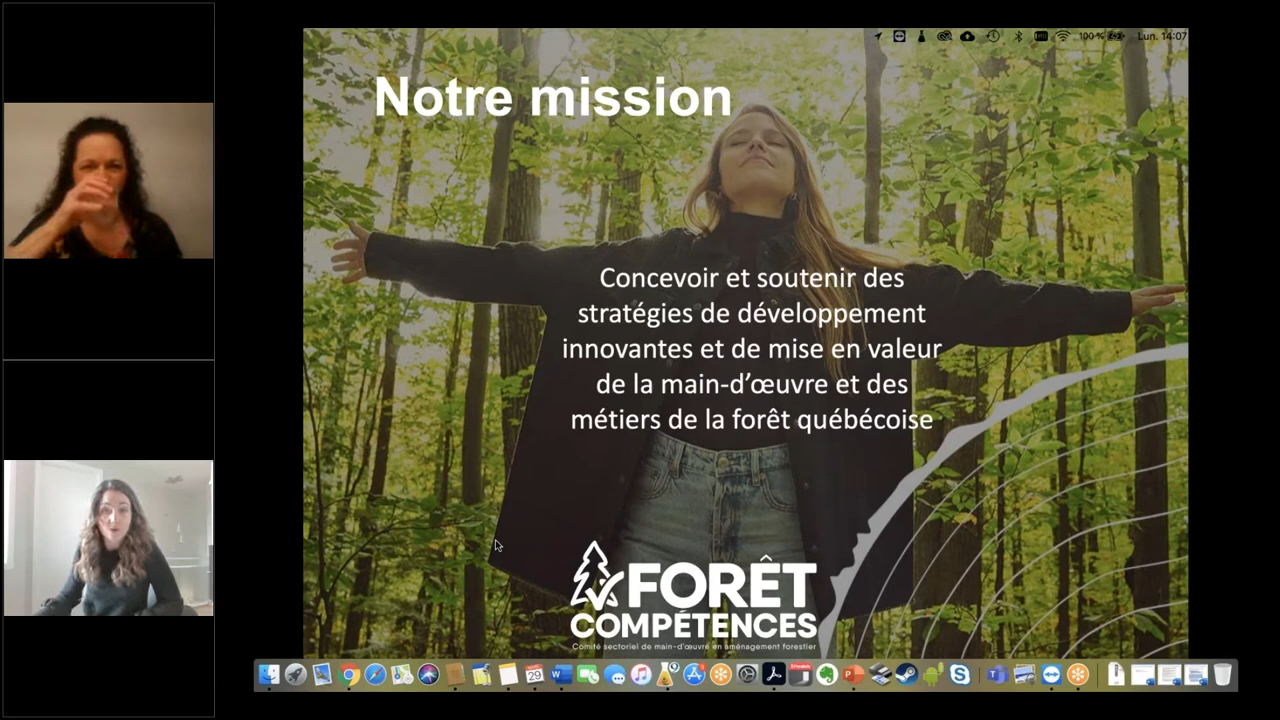 100 %
Lun. 14:07
Notre mission
Concevoir et soutenir des
stratégies de développement
innovantes et de mise en valeur
de la main-d’œuvre et des
métiers de la forêt québécoise
FORÊT
COMPÉTENCES
Comité sectoriel de main-d'œuvre en aménagement forestier
29